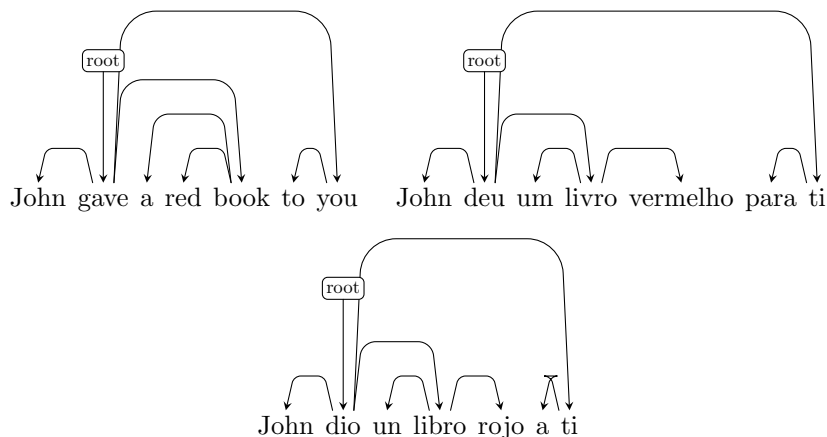 root
root
John gave a red book to you
John deu um livro vermelho para ti
root
John dio un libro rojo a ti